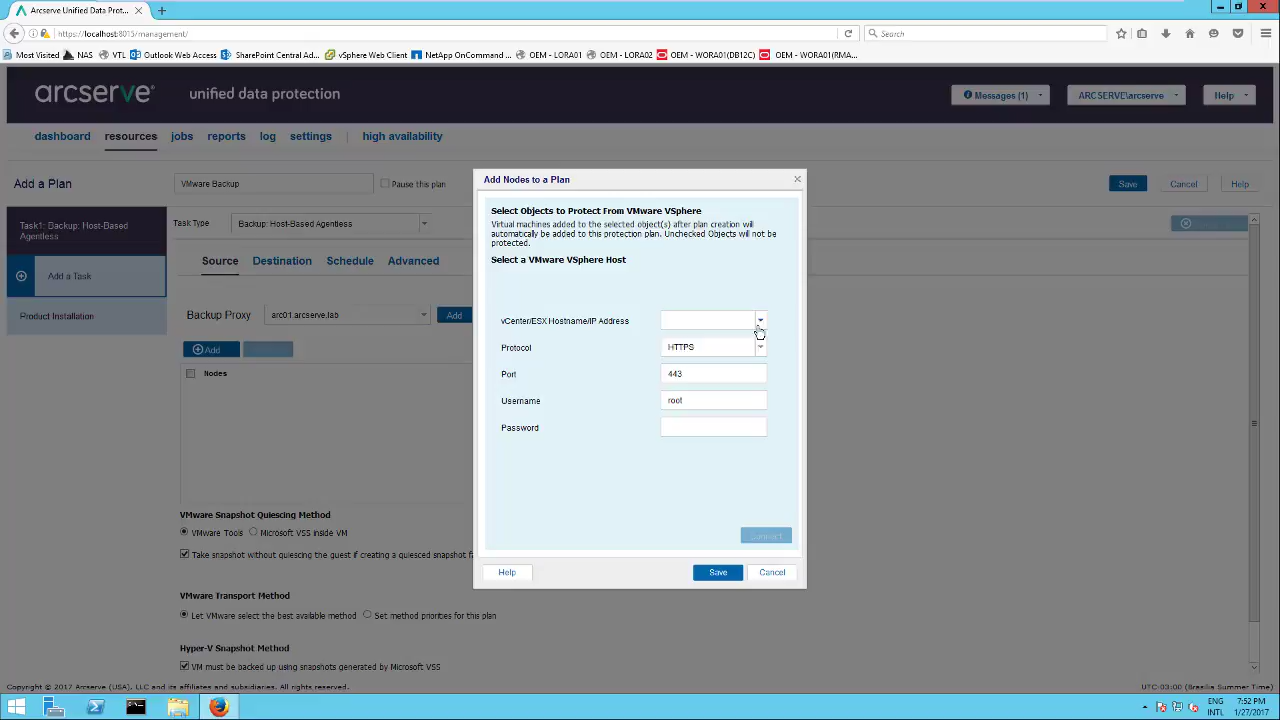 Arcserve Unified Data Prot...
https://localhost:8015/management/
Search
Most Visited NAS VTL Outlook Web Access SharePoint Central Ad... vSphere Web Client NetApp OnCommand ... OEM - LORA01 OEM - LORA02 OEM - WORA01(DB12C) OEM - WORA01(RMA...
arcserve® unified data protection
Messages (1) ARCSERVE\arcserve Help
dashboard resources jobs reports log settings high availability
Add a Plan VMware Backup Pause this plan Save Cancel Help
Task1: Backup: Host-Based
Agentless
Task Type Backup: Host-Based Agentless
Add a Task
Product Installation
Source Destination Schedule Advanced
Backup Proxy arc01.arcserve.lab Add
Add
Nodes
VMware Snapshot Quiescing Method
VMware Tools Microsoft VSS inside VM
Take snapshot without quiescing the guest if creating a quiesced snapshot fa
VMware Transport Method
Let VMware select the best available method Set method priorities for this plan
Hyper-V Snapshot Method
VM must be backed up using snapshots generated by Microsoft VSS
Add Nodes to a Plan
Select Objects to Protect From VMware VSphere
Virtual machines added to the selected object(s) after plan creation will
automatically be added to this protection plan. Unchecked Objects will not be
protected.
Select a VMware VSphere Host
vCenter/ESX Hostname/IP Address
Protocol HTTPS
Port 443
Username root
Password
Connect
Help Save Cancel
Copyright © 2017 Arcserve (USA), LLC and its affiliates and subsidiaries. All rights reserved. UTC-03:00 (Brasilia Summer Time)
ENG 7:52 PM
INTL 1/27/2017